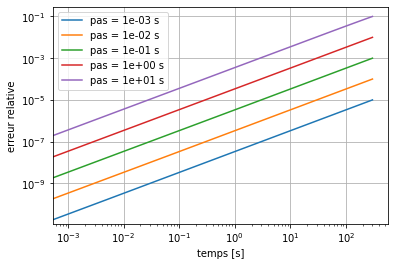 pas = 1e-03 s
pas = 1e-02 s
pas = 1e-01 s
pas = 1e+00 s
pas = 1e+01 s
erreur relative
10⁻¹
10⁻³
10⁻⁵
10⁻⁷
10⁻⁹
10⁻³ 10⁻² 10⁻¹ 10⁰ 10¹ 10²
temps [s]